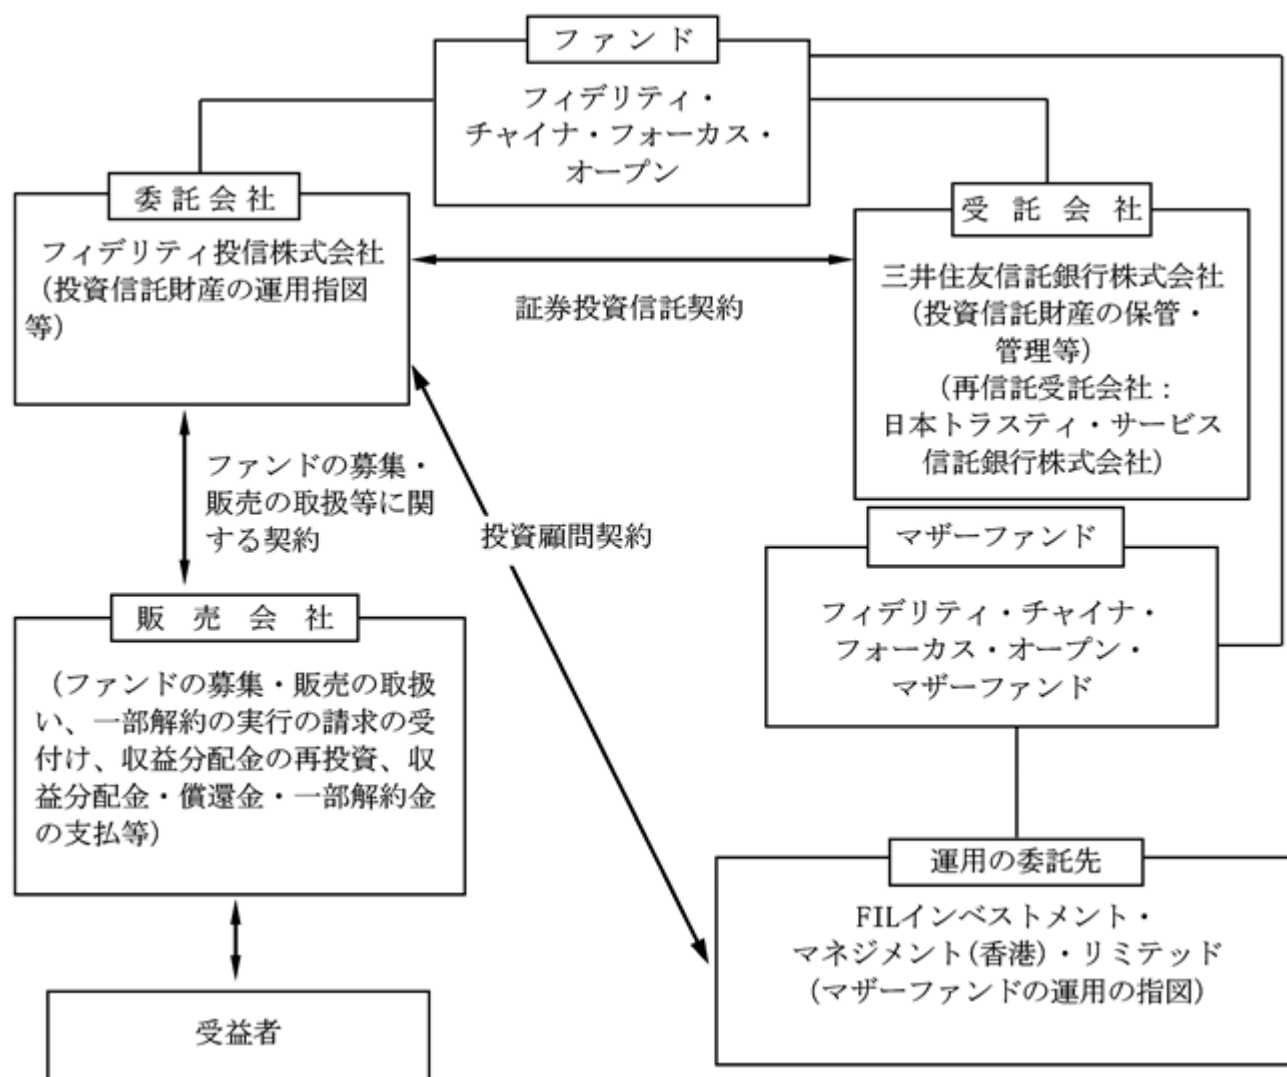 ファンド
フィデリティ・
チャイナ・フォーカス・
オープン
委託会社
フィデリティ投信株式会社
（投資信託財産の運用指図
等）
証券投資信託契約
受託会社
三井住友信託銀行株式会社
（投資信託財産の保管・
管理等）
（再信託受託会社：
日本トラスティ・サービス
信託銀行株式会社）
ファンドの募集・
販売の取扱等に関
する契約
投資顧問契約
マザーファンド
フィデリティ・チャイナ・
フォーカス・オープン・
マザーファンド
販売会社
（ファンドの募集・販売の取扱
い、一部解約の実行の請求の受
付け、収益分配金の再投資、収
益分配金・償還金・一部解約金
の支払等）
運用の委託先
FILインベストメント・
マネジメント(香港)・リミテッド
（マザーファンドの運用の指図）
受益者